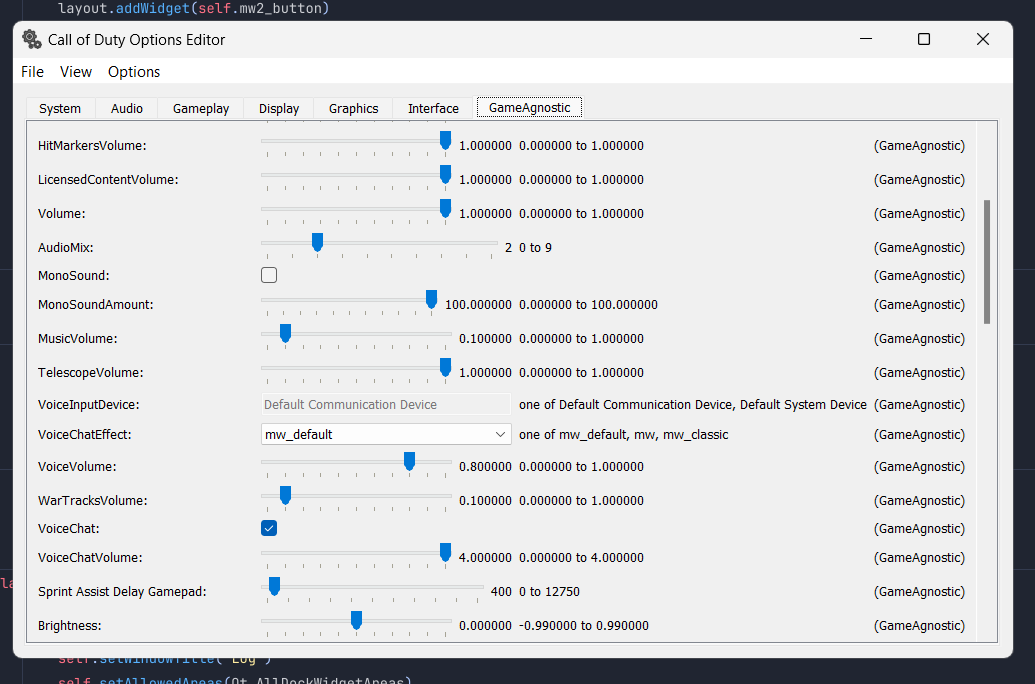 layout.addWidget(self.mw2_button)
Call of Duty Options Editor
File View Options
System Audio Gameplay Display Graphics Interface GameAgnostic
HitMarkersVolume: 1.000000 0.000000 to 1.000000 (GameAgnostic)
LicensedContentVolume: 1.000000 0.000000 to 1.000000 (GameAgnostic)
Volume: 1.000000 0.000000 to 1.000000 (GameAgnostic)
AudioMix: 2 0 to 9 (GameAgnostic)
MonoSound: (GameAgnostic)
MonoSoundAmount: 100.000000 0.000000 to 100.000000 (GameAgnostic)
MusicVolume: 0.100000 0.000000 to 1.000000 (GameAgnostic)
TelescopeVolume: 1.000000 0.000000 to 1.000000 (GameAgnostic)
VoiceInputDevice: Default Communication Device one of Default Communication Device, Default System Device (GameAgnostic)
VoiceChatEffect: mw_default one of mw_default, mw, mw_classic (GameAgnostic)
VoiceVolume: 0.800000 0.000000 to 1.000000 (GameAgnostic)
WarTracksVolume: 0.100000 0.000000 to 1.000000 (GameAgnostic)
VoiceChat: (GameAgnostic)
VoiceChatVolume: 4.000000 0.000000 to 4.000000 (GameAgnostic)
la
Sprint Assist Delay Gamepad: 400 0 to 12750 (GameAgnostic)
Brightness: 0.000000 -0.990000 to 0.990000 (GameAgnostic)
self.setWindowTitle("Log")
self.setAllowedAreas(Qt.AllDockWidgetAreas)